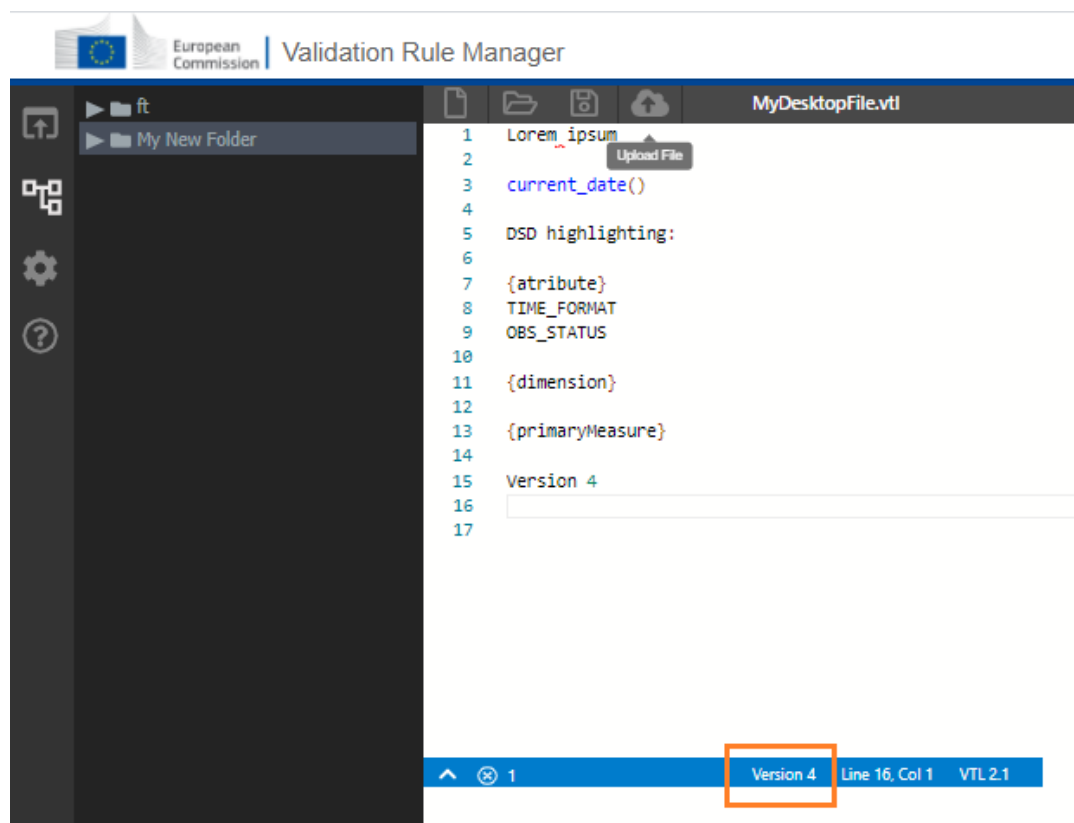 European
Commission
Validation Rule Manager
ft
My New Folder
MyDesktopFile.vtl
Upload File
1 Lorem ipsum
2
3 current_date()
4
5 DSD highlighting:
6
7 {atribute}
8 TIME_FORMAT
9 OBS_STATUS
10
11 {dimension}
12
13 {primaryMeasure}
14
15 Version 4
16
17
1 Version 4 Line 16, Col 1 VTL 2.1